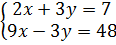 2x + 3y = 7
9x − 3y = 48